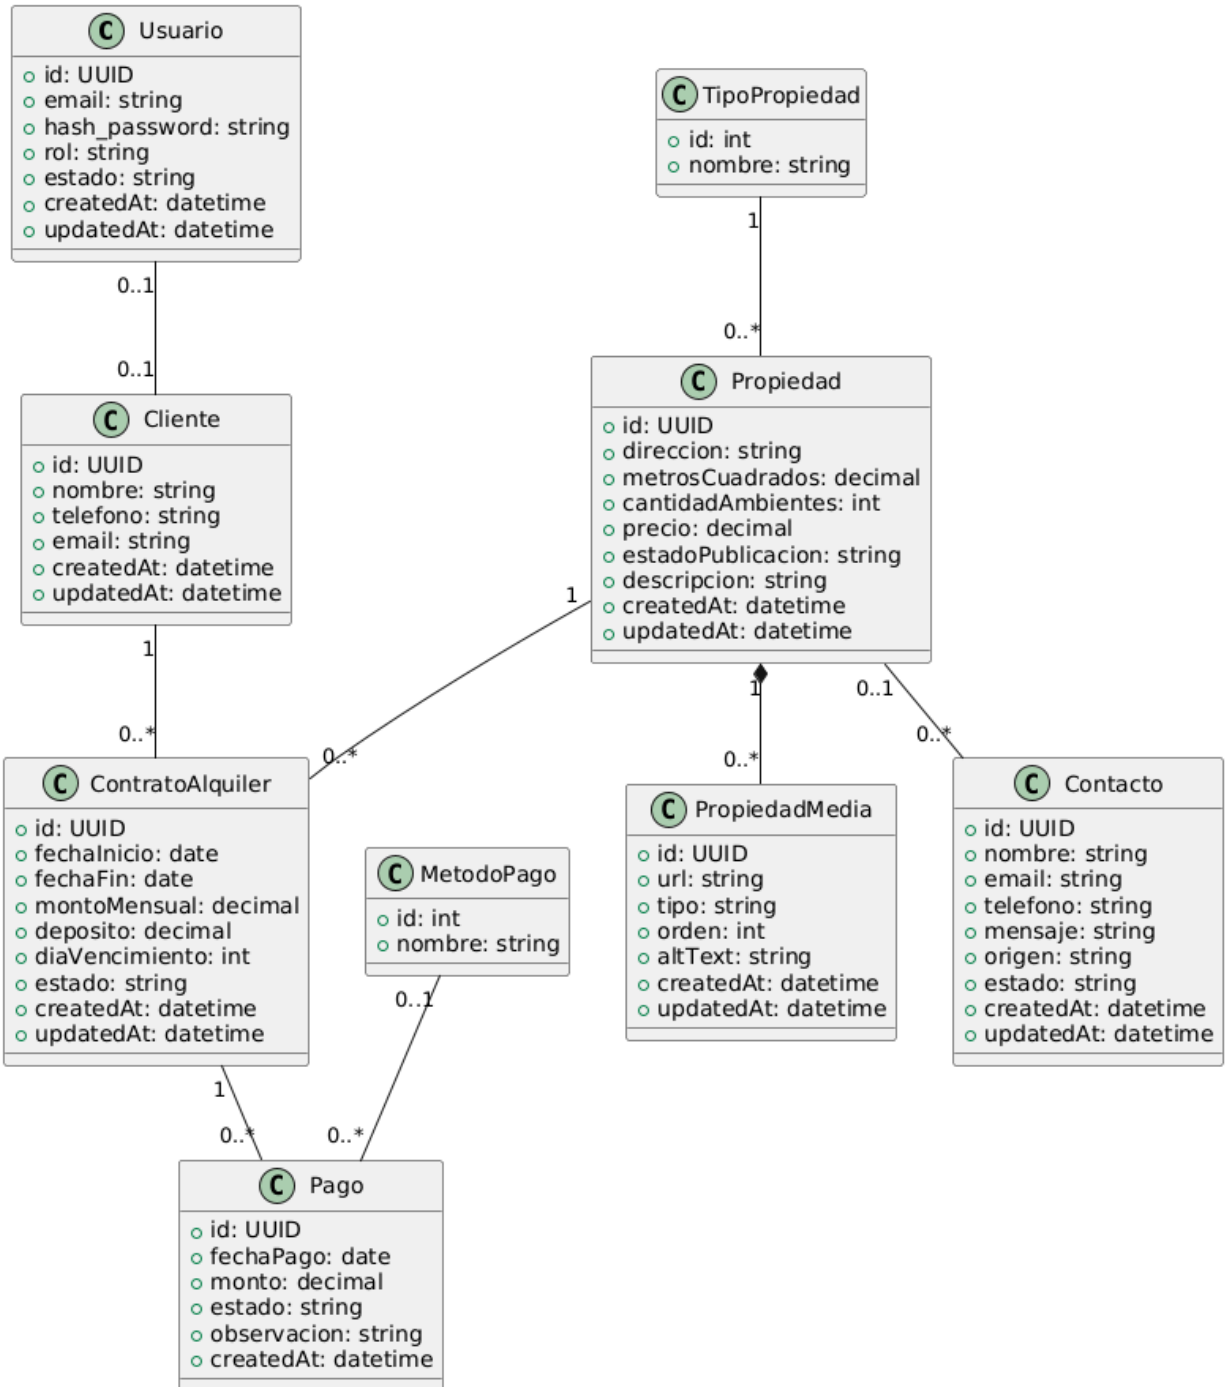 C Usuario
id: UUID
email: string
hash_password: string
rol: string
estado: string
createdAt: datetime
updatedAt: datetime
C TipoPropiedad
id: int
nombre: string
0..1
0..1
1
0..*
C Cliente
id: UUID
nombre: string
telefono: string
email: string
createdAt: datetime
updatedAt: datetime
C Propiedad
id: UUID
direccion: string
metrosCuadrados: decimal
cantidadAmbientes: int
precio: decimal
estadoPublicacion: string
descripcion: string
createdAt: datetime
updatedAt: datetime
1
0..*
1
0..*
1
0..*
0..1
0..*
C ContratoAlquiler
id: UUID
fechaInicio: date
fechaFin: date
montoMensual: decimal
deposito: decimal
diaVencimiento: int
estado: string
createdAt: datetime
updatedAt: datetime
C MetodoPago
id: int
nombre: string
C PropiedadMedia
id: UUID
url: string
tipo: string
orden: int
altText: string
createdAt: datetime
updatedAt: datetime
C Contacto
id: UUID
nombre: string
email: string
telefono: string
mensaje: string
origen: string
estado: string
createdAt: datetime
updatedAt: datetime
1
0..*
0..1
0..*
C Pago
id: UUID
fechaPago: date
monto: decimal
estado: string
observacion: string
createdAt: datetime